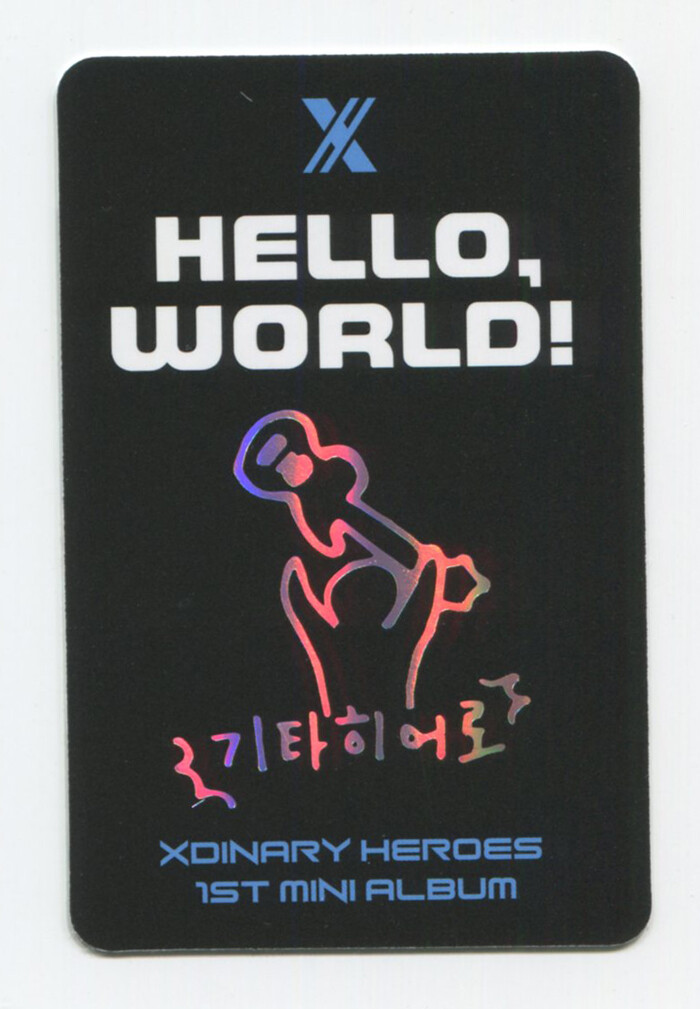 HELLO,
WORLD!
기타히어로
XDINARY HEROES
1ST MINI ALBUM